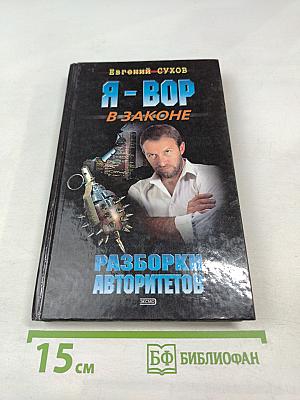 Евгений СУХОВ
Я - ВОР
В ЗАКОНЕ
РАЗБОРКИ
АВТОРИТЕТОВ
ЭКСМО
15 см
БФ БИБЛИОФАН